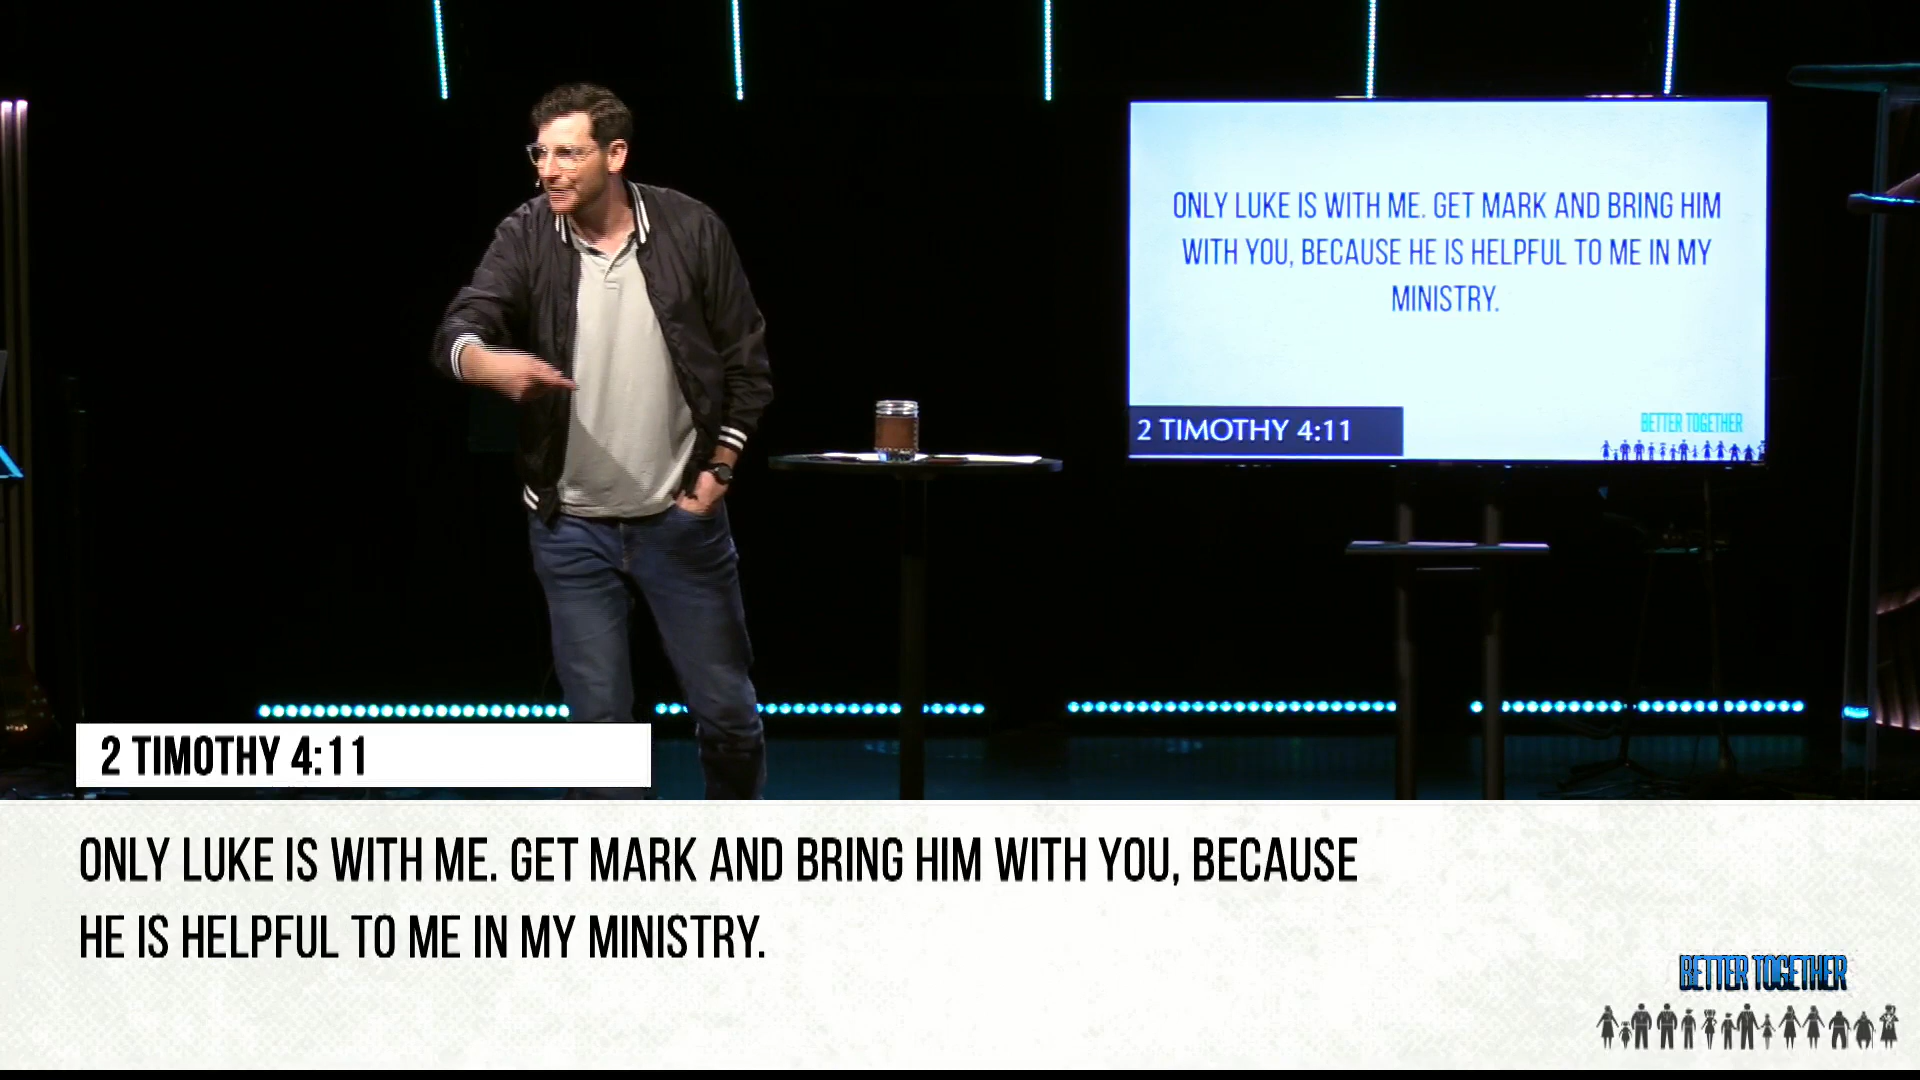 ONLY LUKE IS WITH ME. GET MARK AND BRING HIM
WITH YOU, BECAUSE HE IS HELPFUL TO ME IN MY
MINISTRY.
2 TIMOTHY 4:11
BETTER TOGETHER
2 TIMOTHY 4:11
ONLY LUKE IS WITH ME. GET MARK AND BRING HIM WITH YOU, BECAUSE
HE IS HELPFUL TO ME IN MY MINISTRY.
BETTER TOGETHER